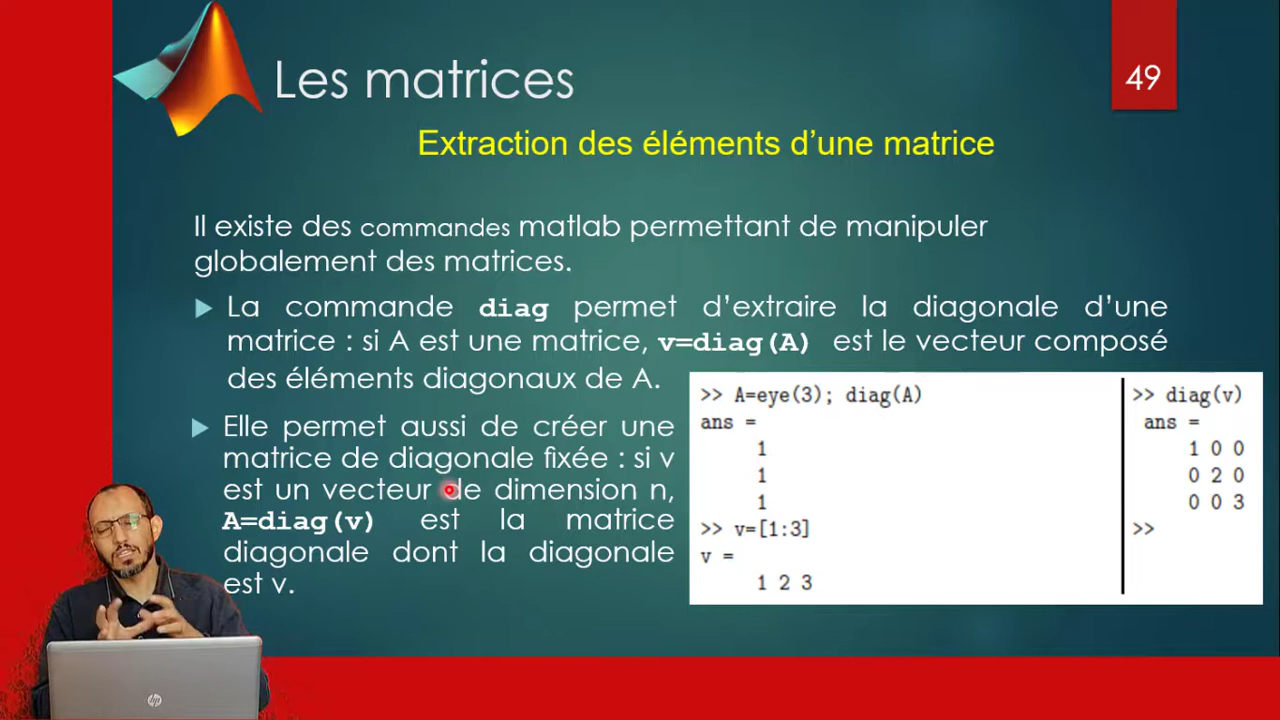 Les matrices
49
Extraction des éléments d’une matrice
Il existe des commandes matlab permettant de manipuler
globalement des matrices.
La commande diag permet d’extraire la diagonale d’une
matrice : si A est une matrice, v=diag(A) est le vecteur composé
des éléments diagonaux de A.
Elle permet aussi de créer une
matrice de diagonale fixée : si v
est un vecteur de dimension n,
A=diag(v) est la matrice
diagonale dont la diagonale
est v.
>> A=eye(3); diag(A)
ans =
1
1
1
>> v=[1:3]
v =
1 2 3
>> diag(v)
ans =
1 0 0
0 2 0
0 0 3
>>
hp